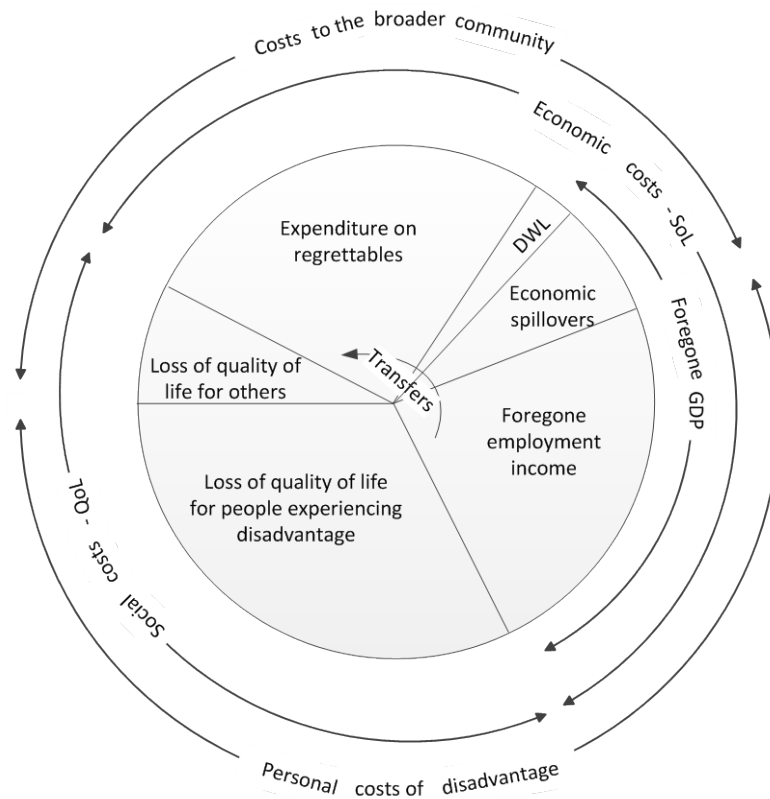 Costs to the broader community
Economic costs - SoL
Expenditure on
regrettables
DWL
Economic
spillovers
Foregone GDP
Transfers
Loss of quality of
life for others
Foregone
employment
income
Loss of quality of life
for people experiencing
disadvantage
Social costs - QoL
Personal costs of disadvantage